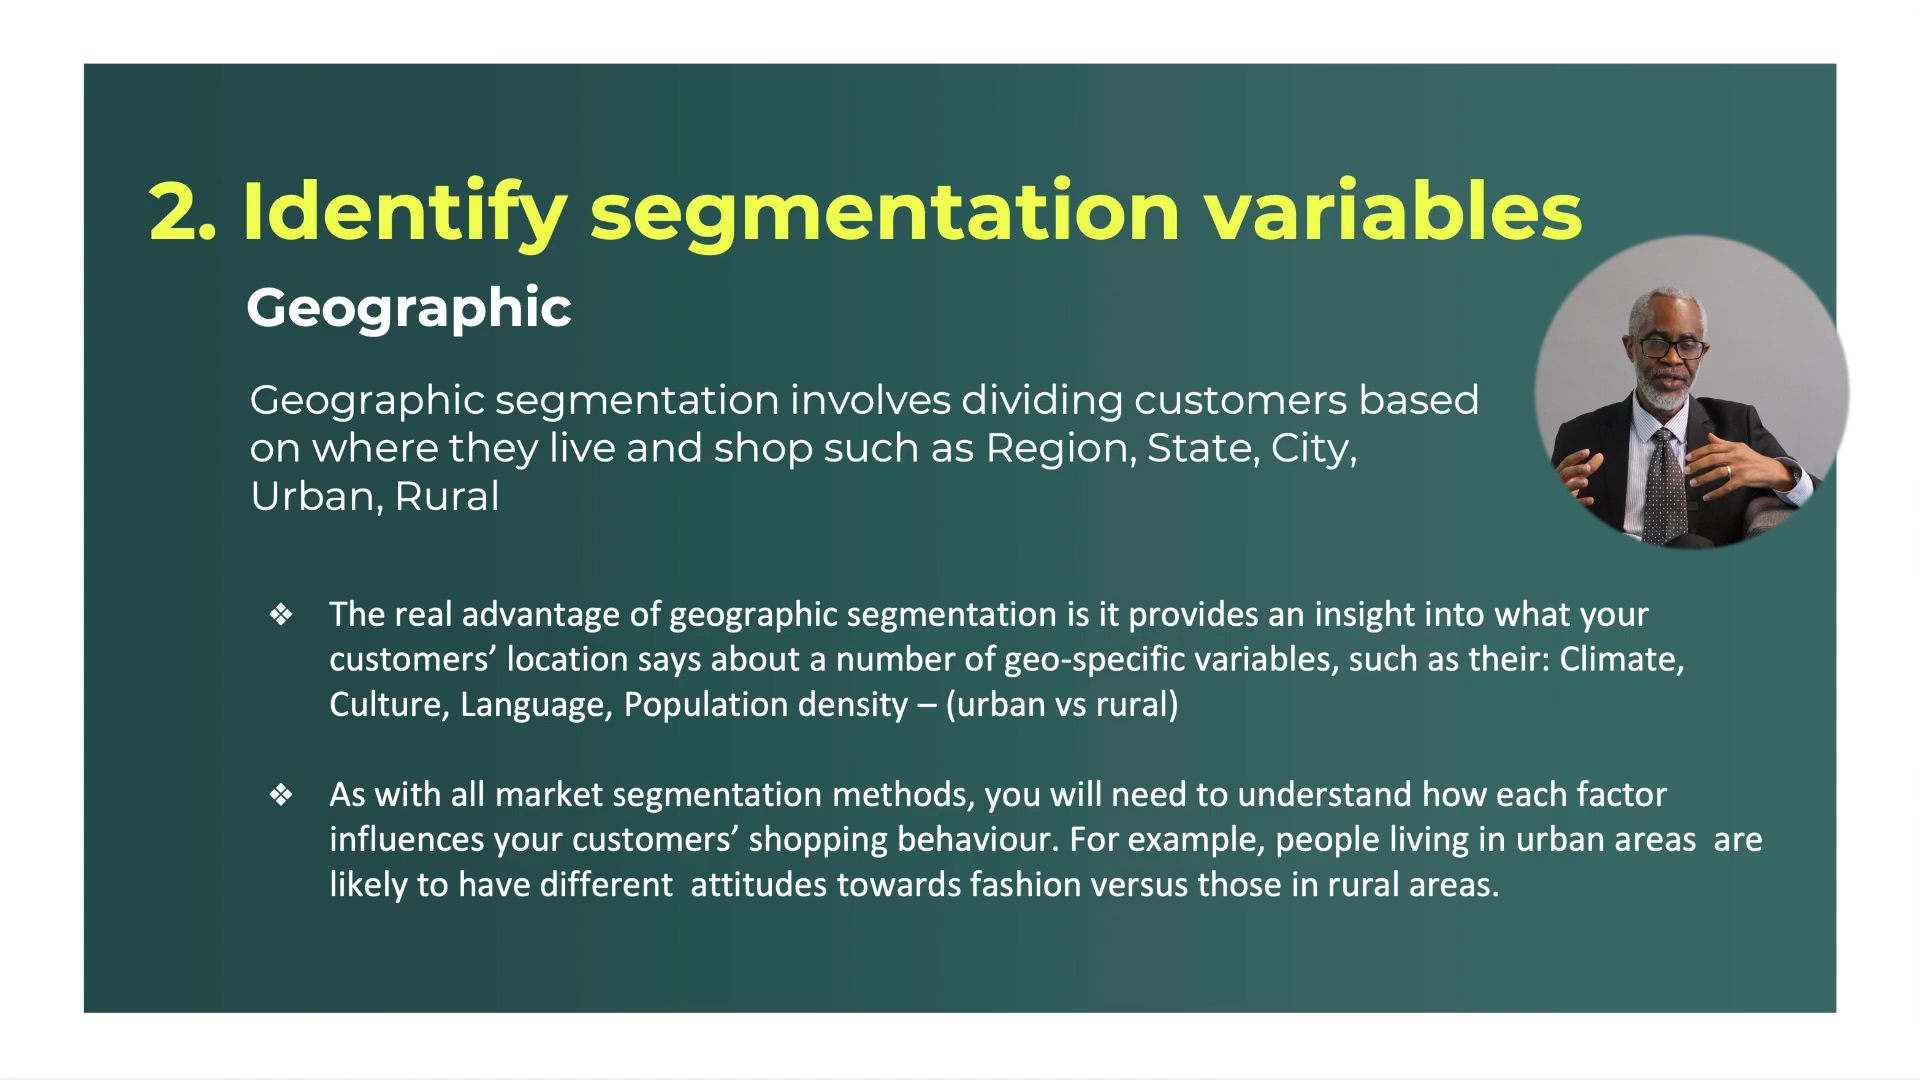 2. Identify segmentation variables
Geographic
Geographic segmentation involves dividing customers based
on where they live and shop such as Region, State, City,
Urban, Rural
❖ The real advantage of geographic segmentation is it provides an insight into what your
customers’ location says about a number of geo-specific variables, such as their: Climate,
Culture, Language, Population density – (urban vs rural)
❖ As with all market segmentation methods, you will need to understand how each factor
influences your customers’ shopping behaviour. For example, people living in urban areas  are
likely to have different  attitudes towards fashion versus those in rural areas.